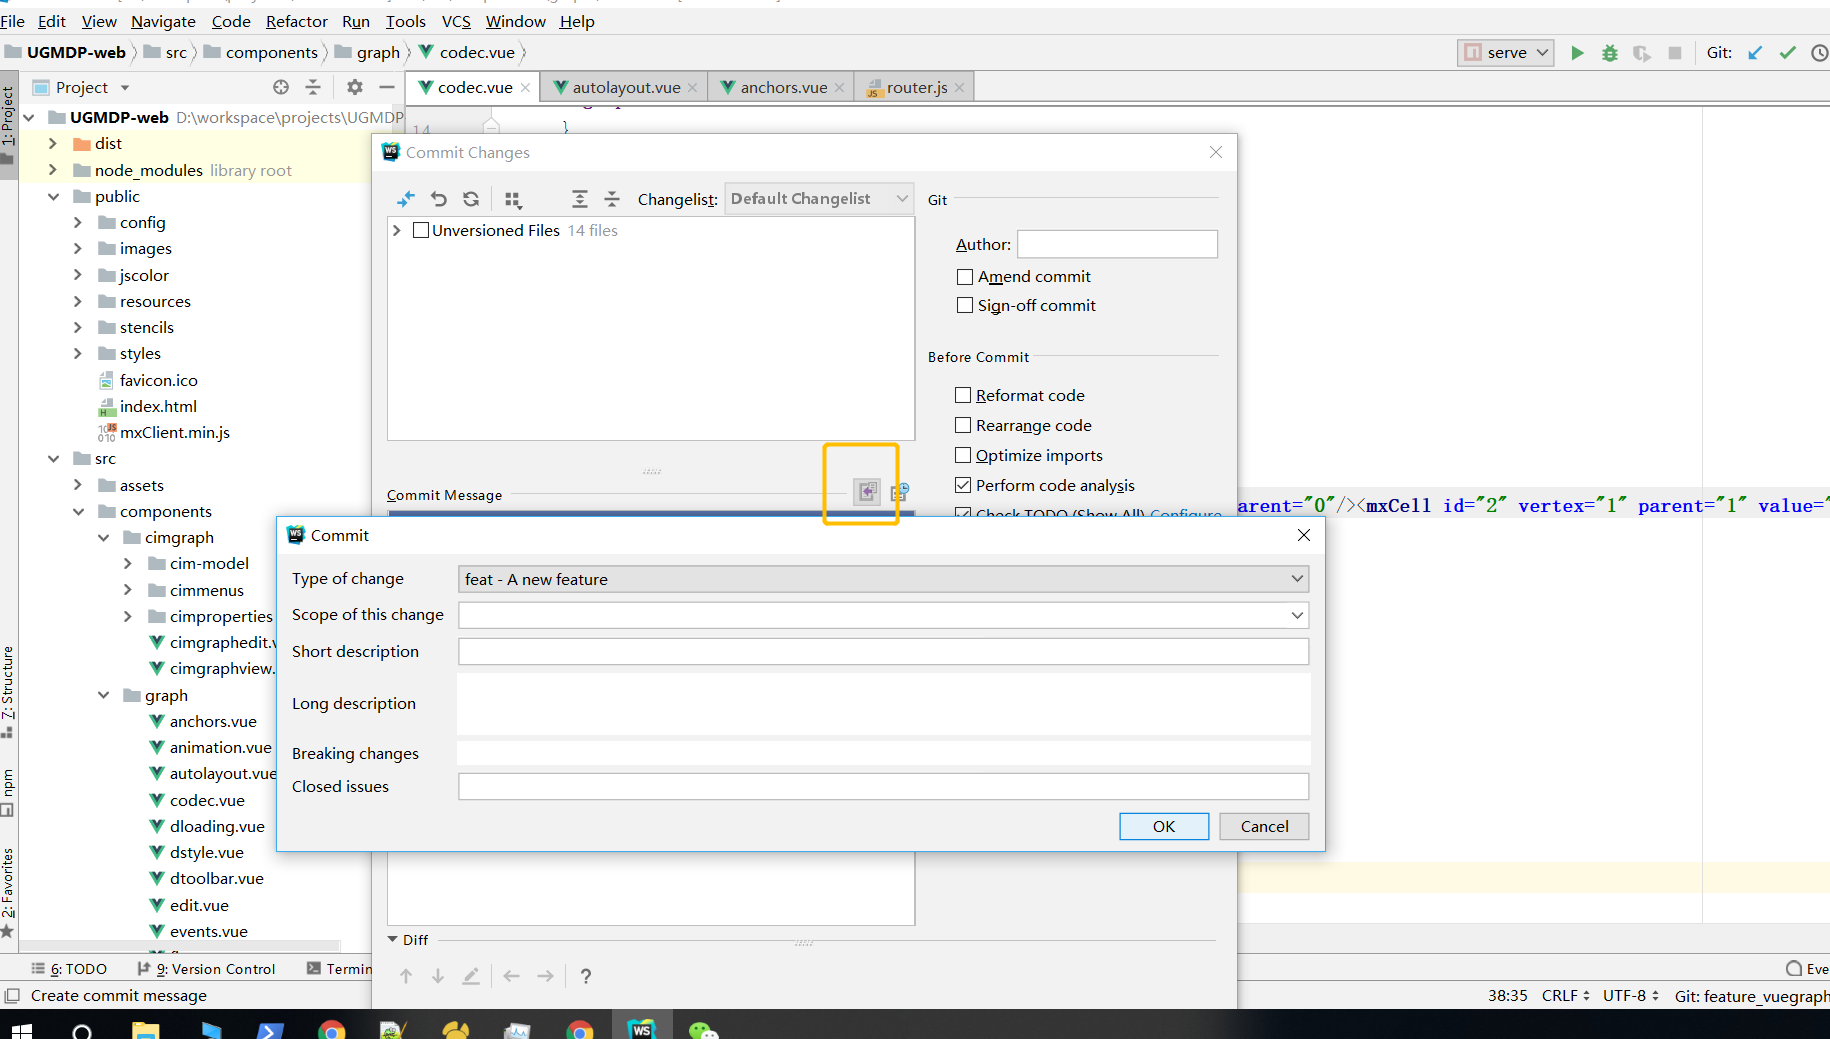 File Edit View Navigate Code Refactor Run Tools VCS Window Help
UGMDP-web src components graph codec.vue
serve
Git:
Project
codec.vue autolayout.vue anchors.vue router.js
1: Project
7: Structure
npm
2: Favorites
UGMDP-web D:\workspace\projects\UGMDP
dist
node_modules library root
public
config
images
jscolor
resources
stencils
styles
favicon.ico
index.html
mxClient.min.js
src
assets
components
cimgraph
cim-model
cimmenus
cimproperties
cimgraphedit.
cimgraphview.
graph
anchors.vue
animation.vue
autolayout.vue
codec.vue
dloading.vue
dstyle.vue
dtoolbar.vue
edit.vue
events.vue
14
}
arent="0"/><mxCell id="2" vertex="1" parent="1" value="
Commit Changes
Changelist: Default Changelist
Unversioned Files 14 files
Commit Message
Git
Author:
Amend commit
Sign-off commit
Before Commit
Reformat code
Rearrange code
Optimize imports
Perform code analysis
Check TODO (Show All) Configure
Commit
Type of change feat - A new feature
Scope of this change
Short description
Long description
Breaking changes
Closed issues
OK Cancel
Diff
?
6: TODO 9: Version Control Termin
Eve
Create commit message
38:35 CRLF UTF-8 Git: feature_vuegraph
WS